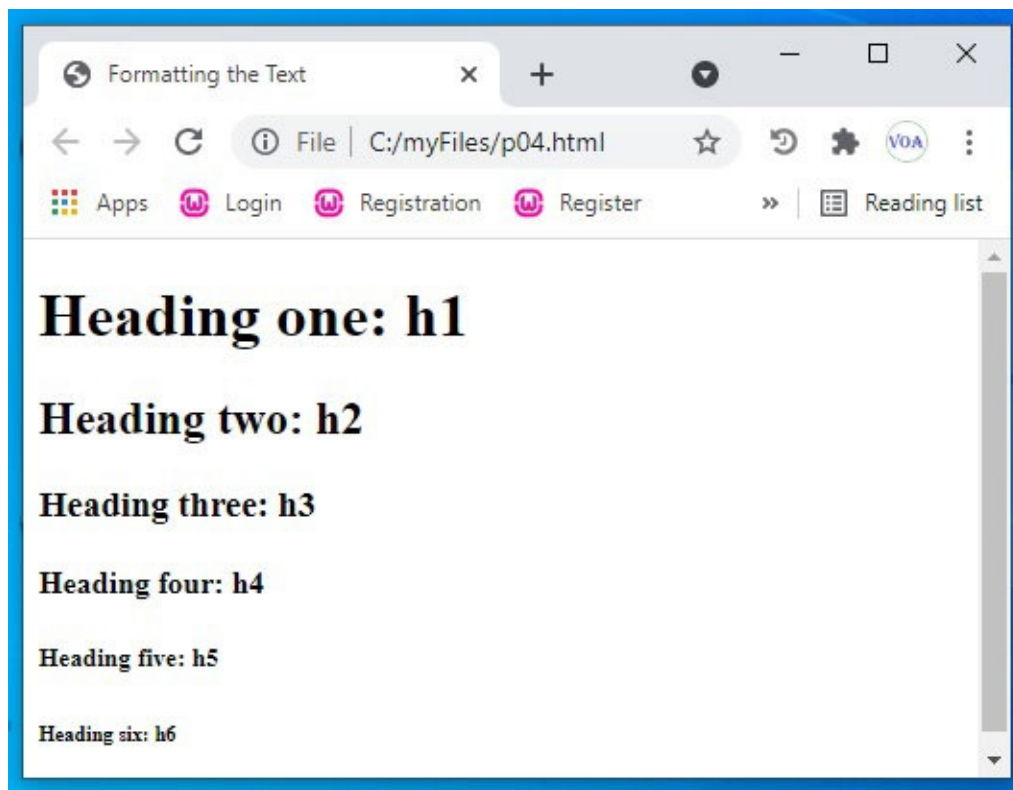 Formatting the Text
File C:/myFiles/p04.html VOA
Apps Login Registration Register » Reading list
Heading one: h1
Heading two: h2
Heading three: h3
Heading four: h4
Heading five: h5
Heading six: h6